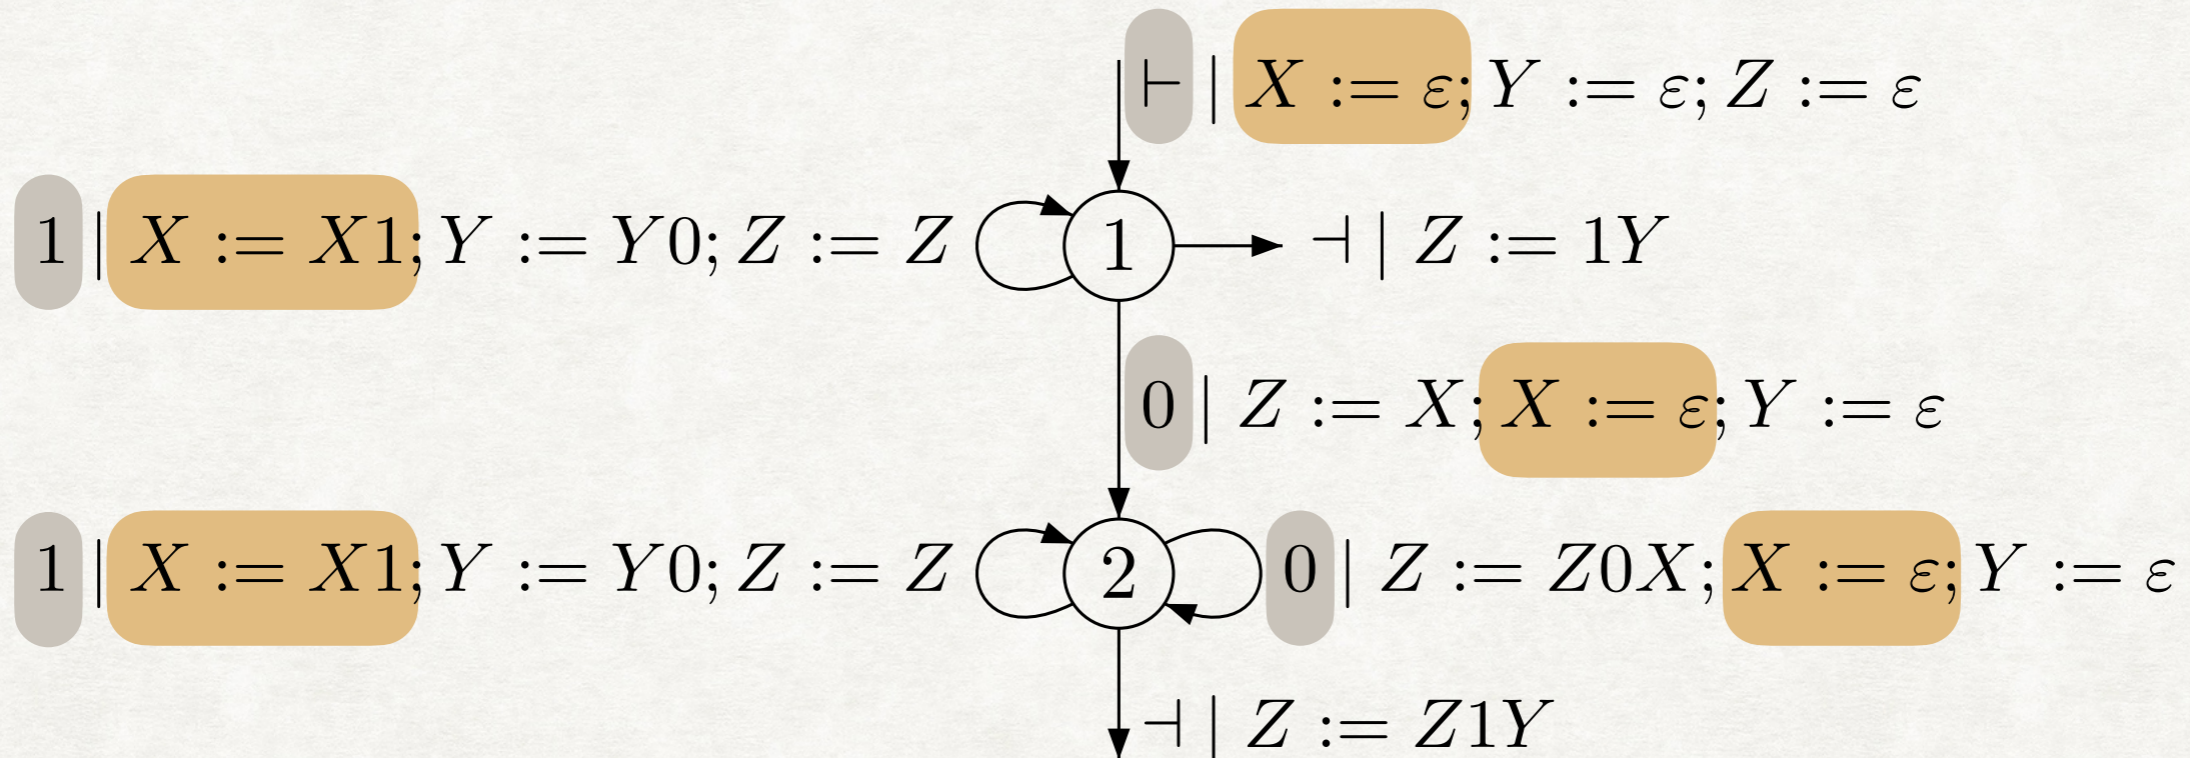 ⊢ | X := ε; Y := ε; Z := ε
1 | X := X1; Y := Y0; Z := Z
1
⊣ | Z := 1Y
0 | Z := X; X := ε; Y := ε
1 | X := X1; Y := Y0; Z := Z
2
0 | Z := Z0X; X := ε; Y := ε
⊣ | Z := Z1Y